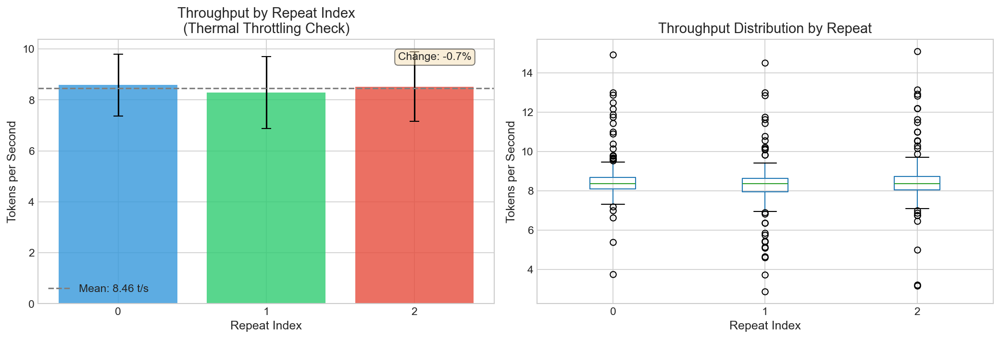 Throughput by Repeat Index
(Thermal Throttling Check)
Tokens per Second
10
8
6
4
2
0
Change: -0.7%
Mean: 8.46 t/s
0
1
2
Repeat Index
Throughput Distribution by Repeat
Tokens per Second
14
12
10
8
6
4
0
1
2
Repeat Index